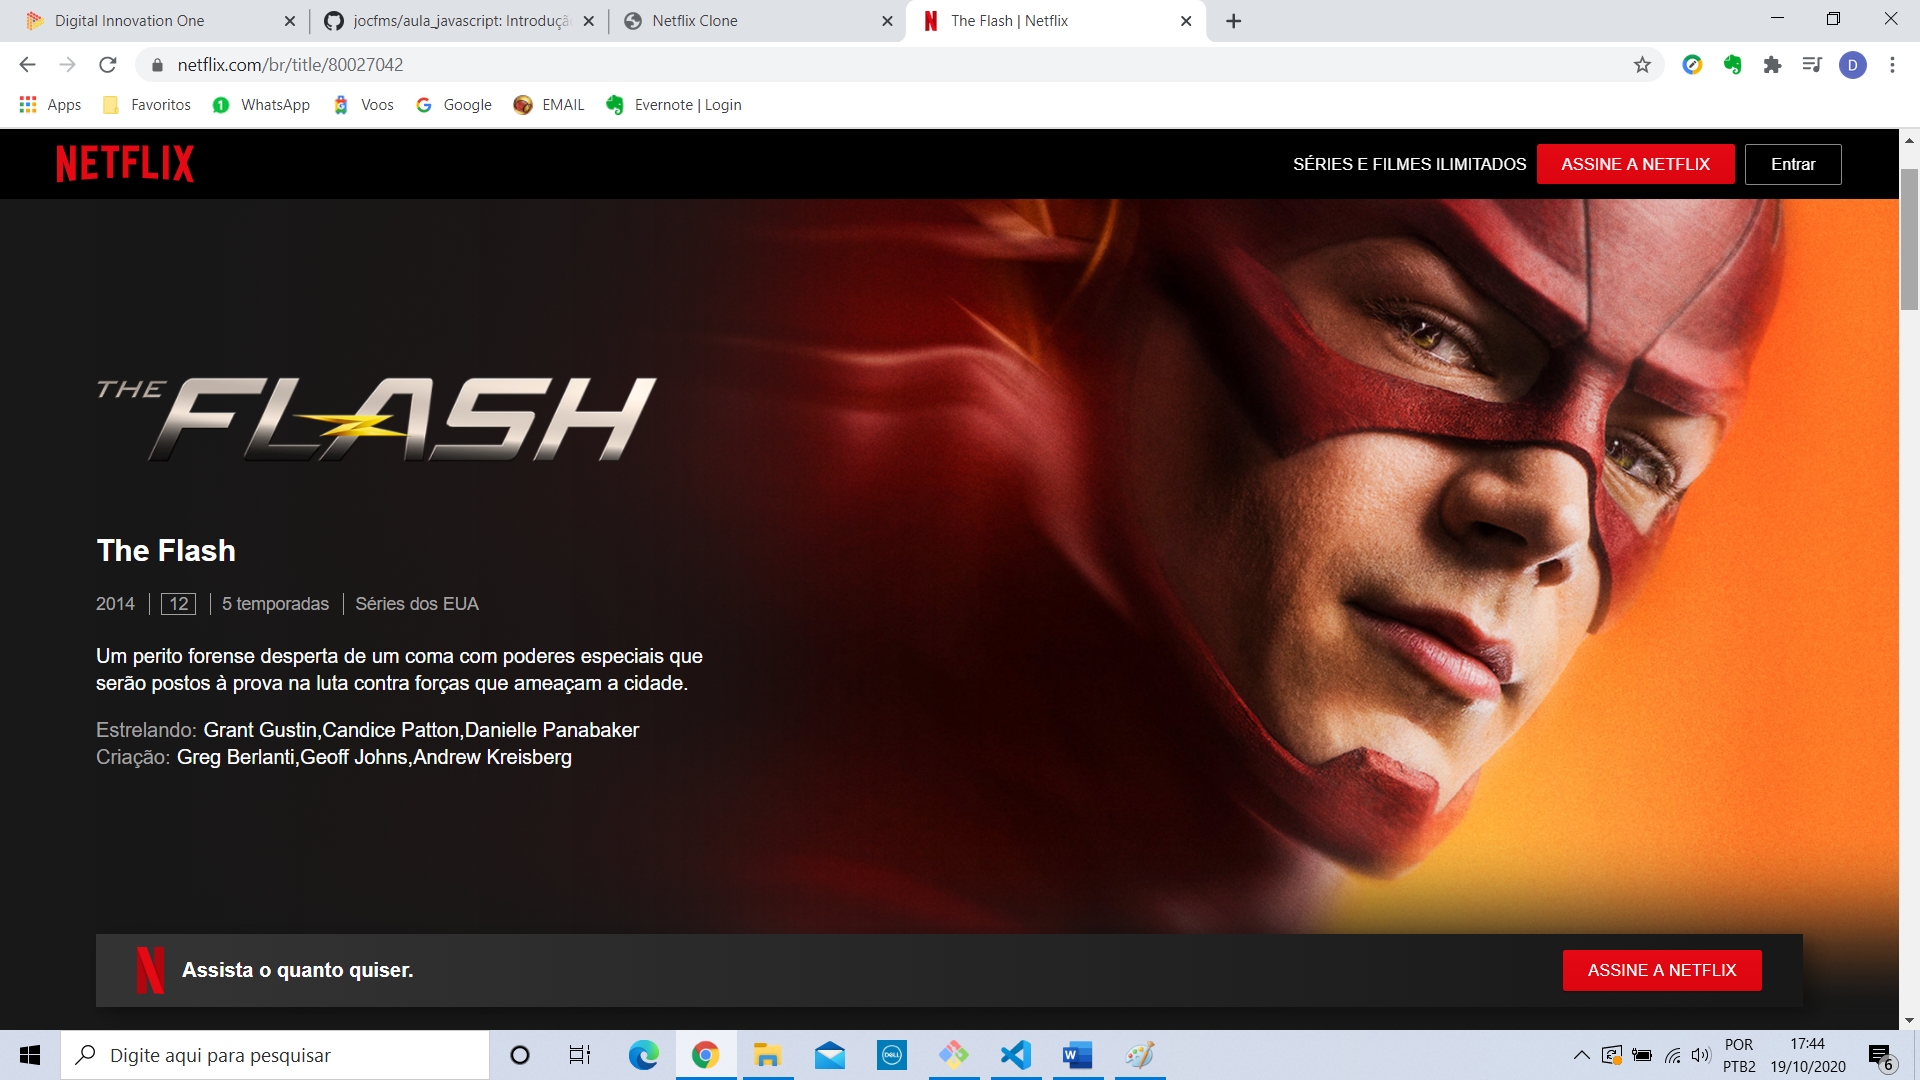 Digital Innovation One
jocfms/aula_javascript: Introduçã
Netflix Clone
The Flash | Netflix
netflix.com/br/title/80027042
D
Apps
Favoritos
1
WhatsApp
Voos
Google
EMAIL
Evernote | Login
NETFLIX
SÉRIES E FILMES ILIMITADOS
ASSINE A NETFLIX
Entrar
THE FLASH
The Flash
2014 | 12 | 5 temporadas | Séries dos EUA
Um perito forense desperta de um coma com poderes especiais que
serão postos à prova na luta contra forças que ameaçam a cidade.
Estrelando: Grant Gustin,Candice Patton,Danielle Panabaker
Criação: Greg Berlanti,Geoff Johns,Andrew Kreisberg
N
Assista o quanto quiser.
ASSINE A NETFLIX
Digite aqui para pesquisar
DELL
W
POR
PTB2
17:44
19/10/2020
6